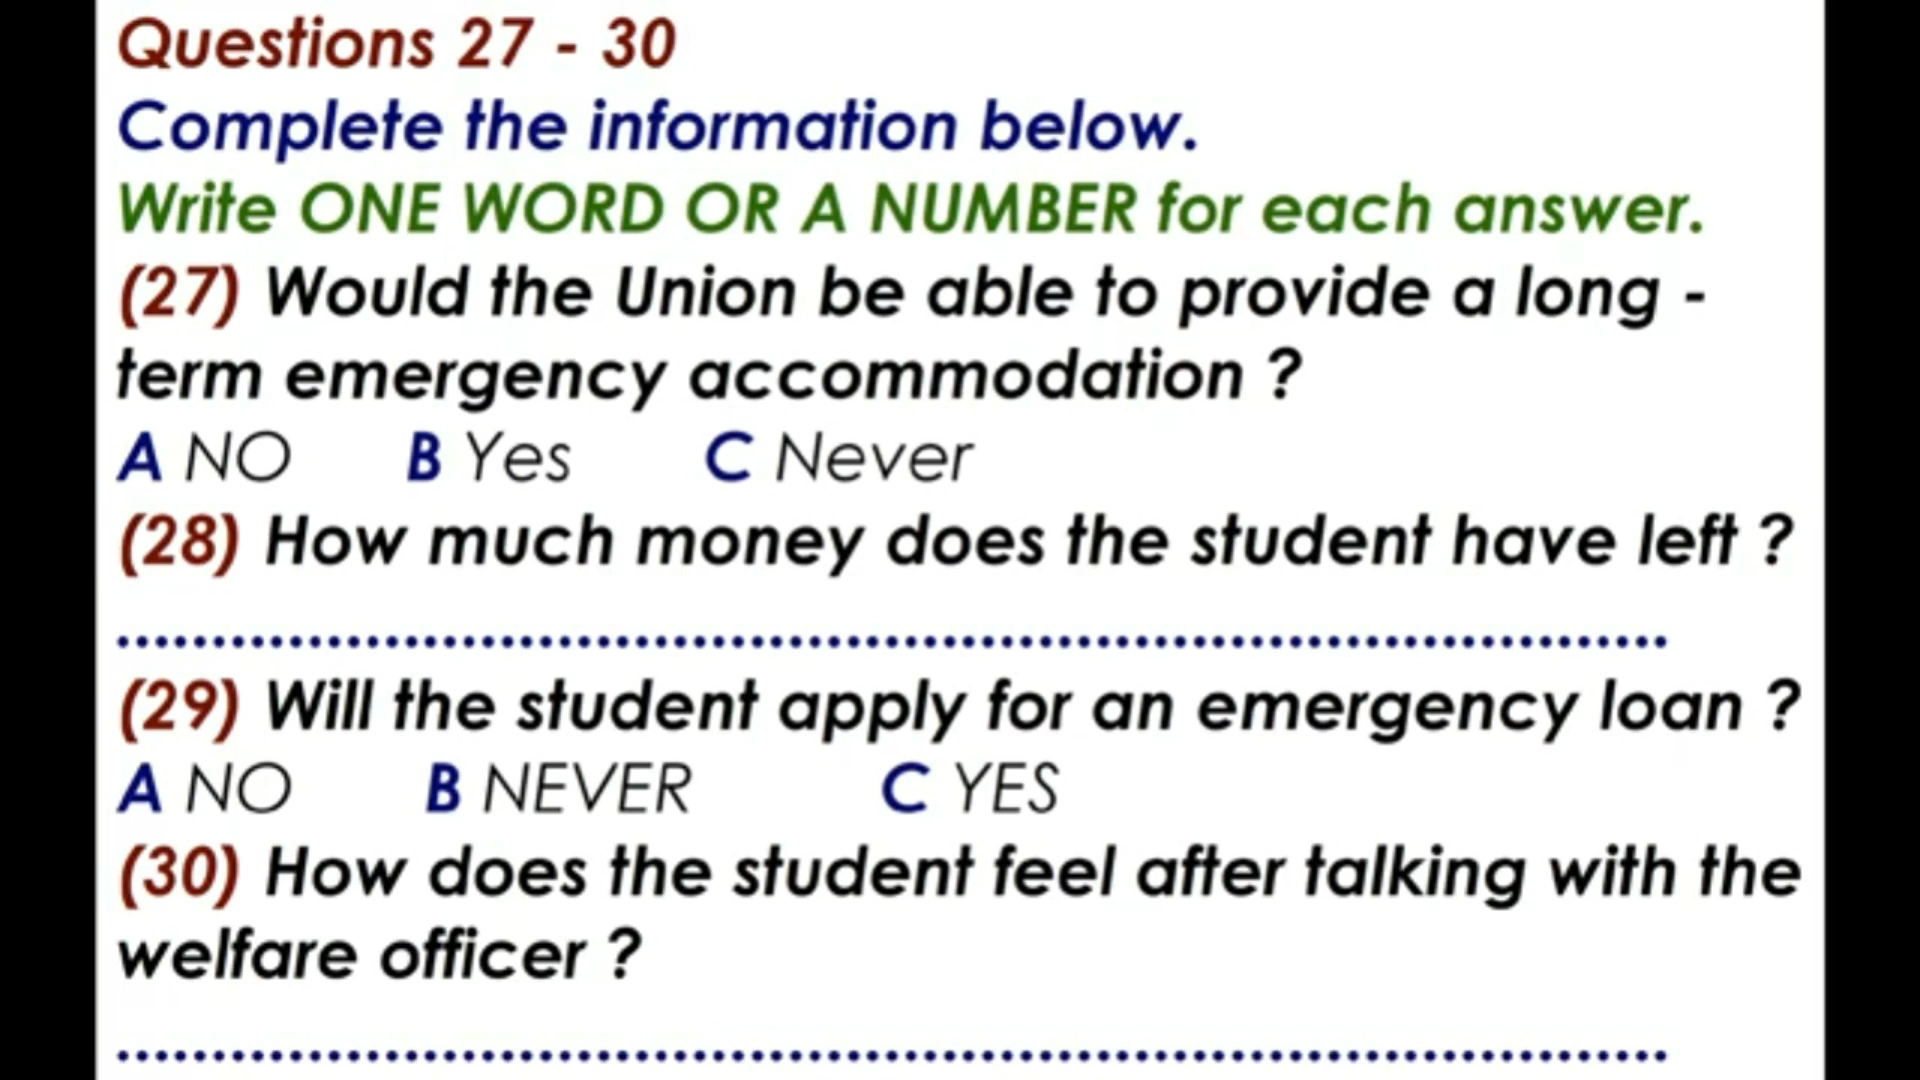 Questions 27 - 30
Complete the information below.
Write ONE WORD OR A NUMBER for each answer.
(27) Would the Union be able to provide a long -
term emergency accommodation ?
A NO B Yes C Never
(28) How much money does the student have left ?
................................................................................
(29) Will the student apply for an emergency loan ?
A NO B NEVER C YES
(30) How does the student feel after talking with the
welfare officer ?
................................................................................